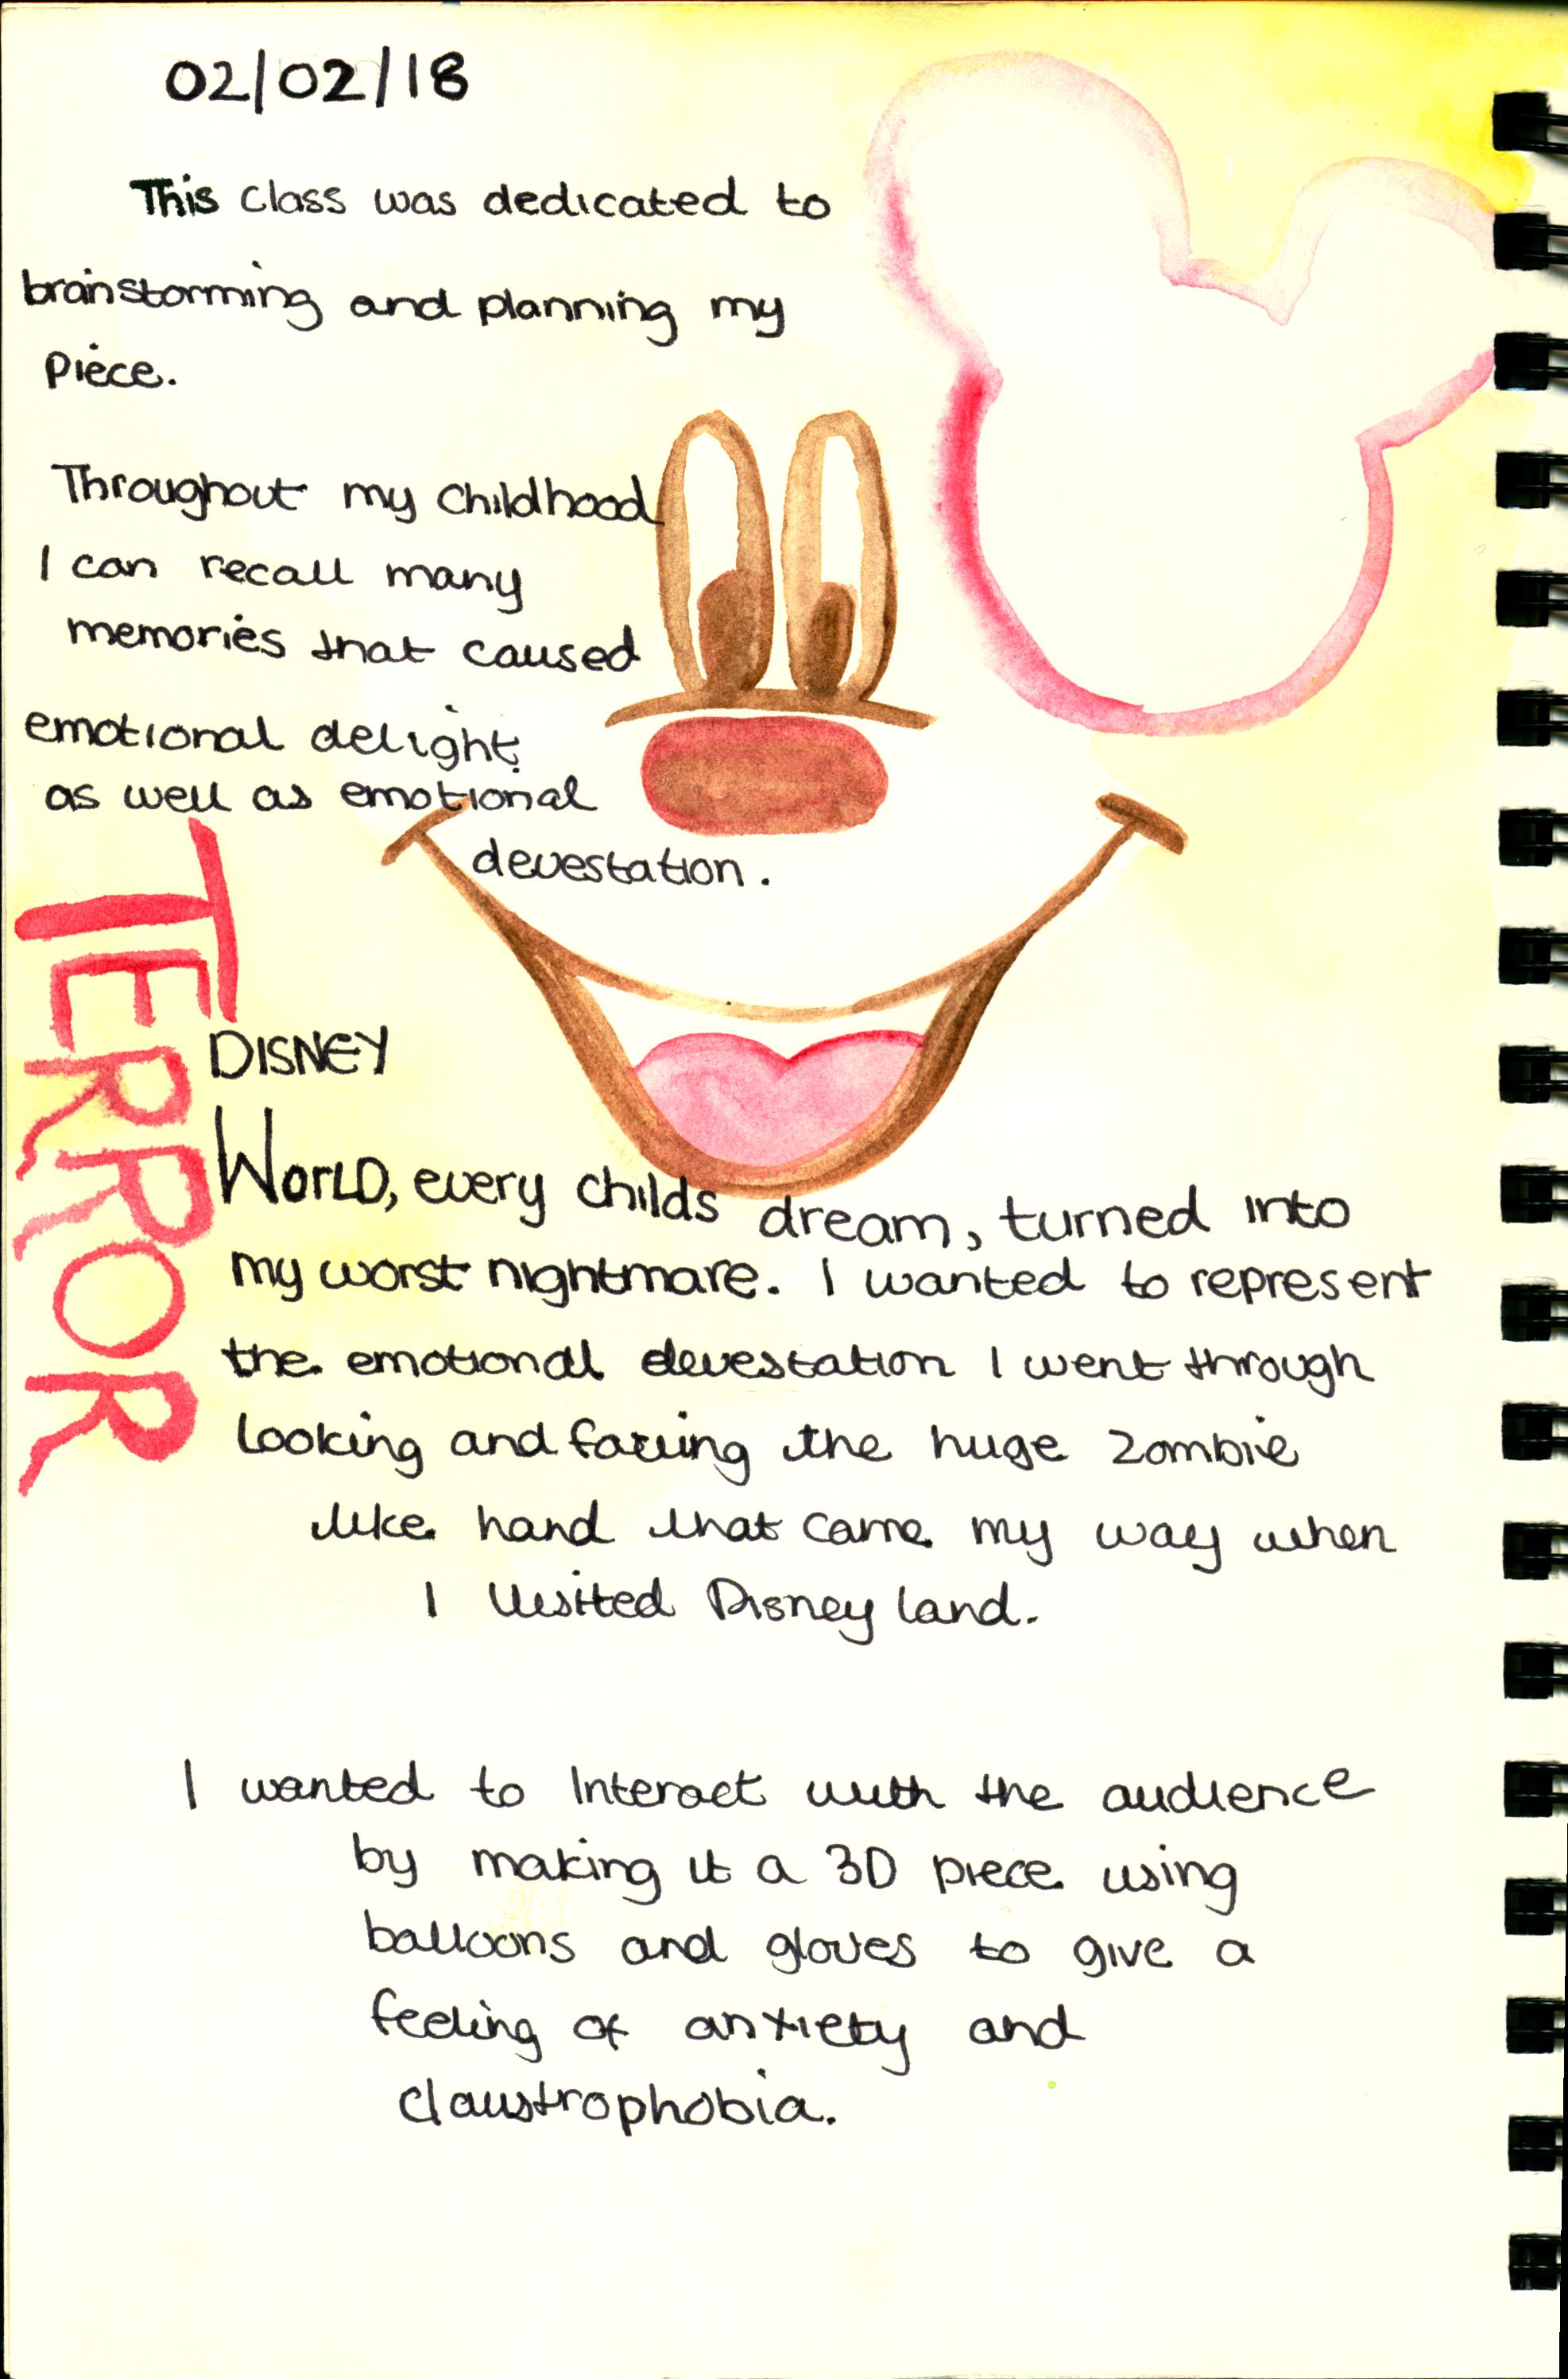 02/02/18
This class was dedicated to
brainstorming and planning my
Piece.
Throughout my childhood
I can recall many
memories that caused
emotional delight
as well as emotional
devestation.
TERROR
DISNEY
WORLD, every childs dream, turned into
my worst nightmare. I wanted to represent
the emotional devestation I went through
looking and facing the huge zombie
like hand that came my way when
I visited Disney land.
I wanted to Interact with the audience
by making it a 3D piece using
balloons and gloves to give a
feeling of anxiety and
claustrophobia.